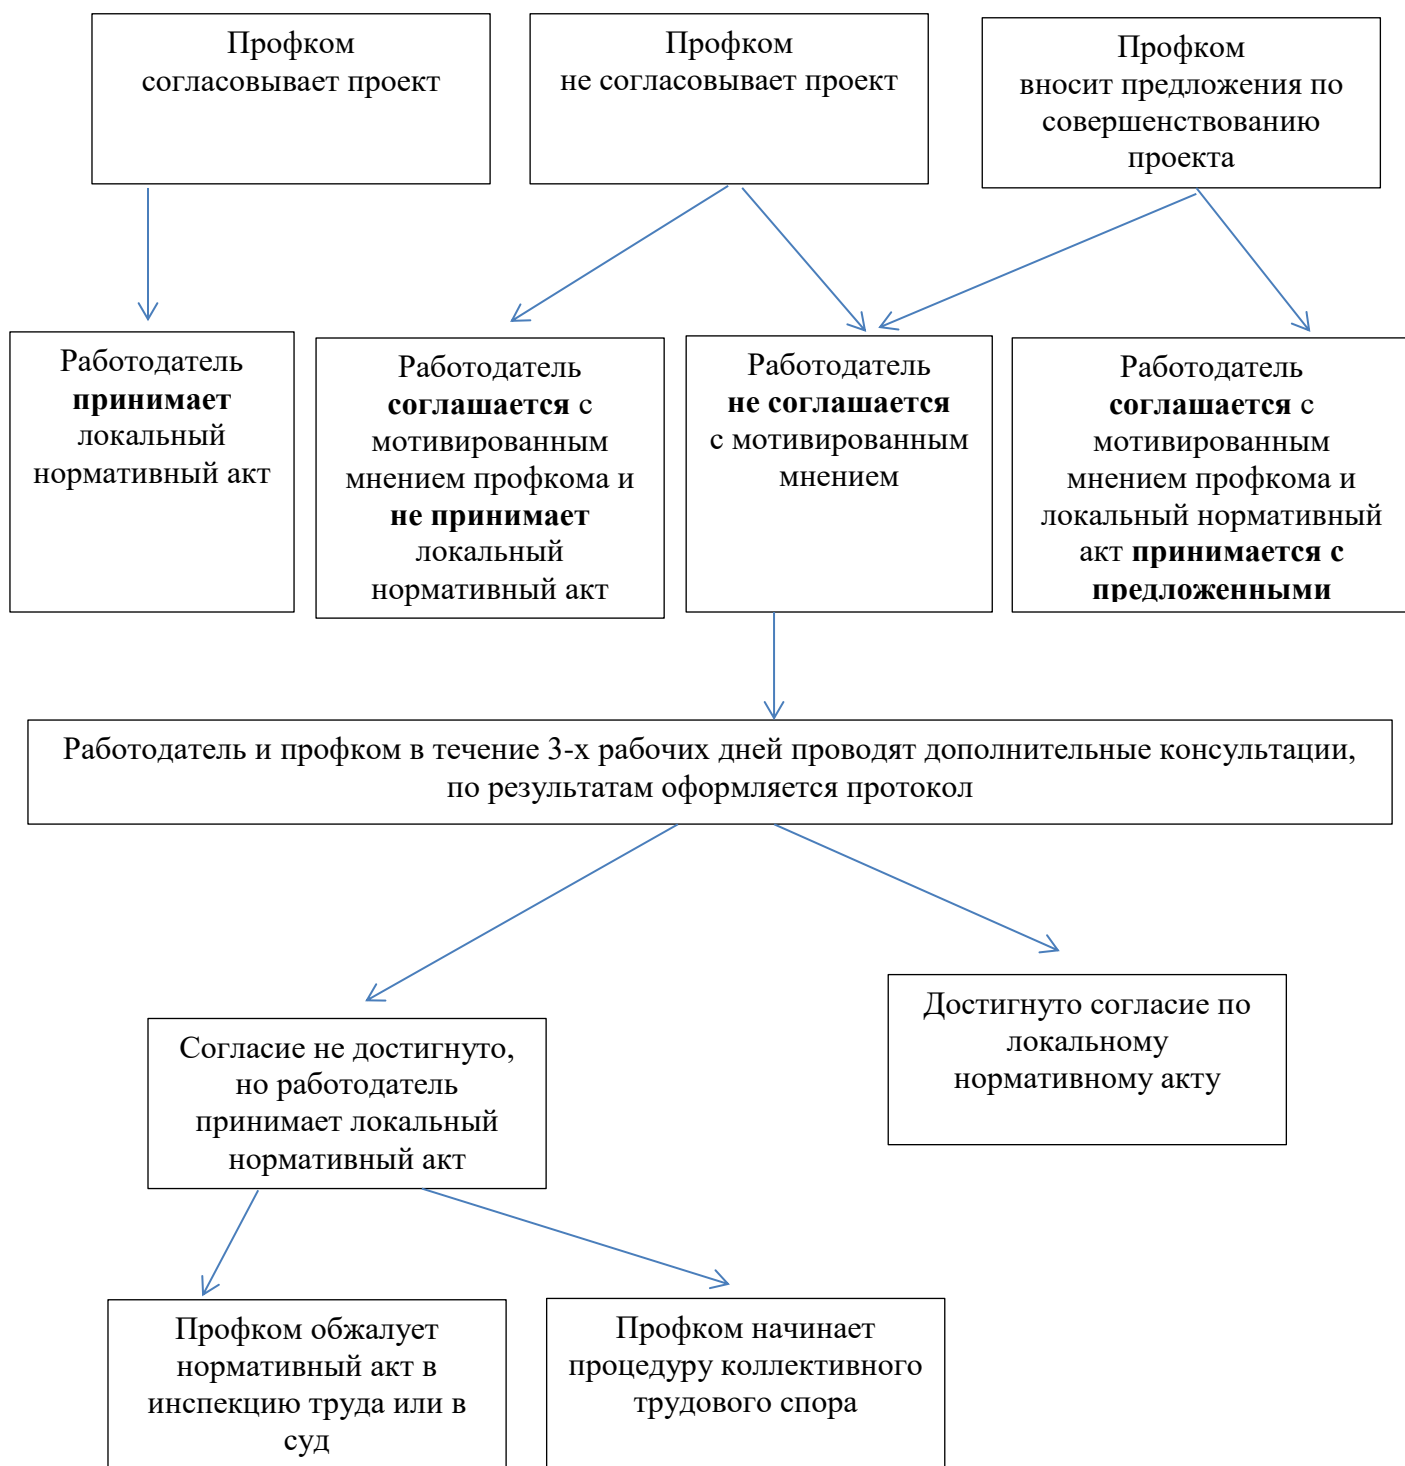 Профком
согласовывает проект
Профком
не согласовывает проект
Профком
вносит предложения по
совершенствованию
проекта
Работодатель
принимает
локальный
нормативный акт
Работодатель
соглашается с
мотивированным
мнением профкома и
не принимает
локальный
нормативный акт
Работодатель
не соглашается
с мотивированным
мнением
Работодатель
соглашается с
мотивированным
мнением профкома и
локальный нормативный
акт принимается с
предложенными
Работодатель и профком в течение 3-х рабочих дней проводят дополнительные консультации,
по результатам оформляется протокол
Согласие не достигнуто,
но работодатель
принимает локальный
нормативный акт
Достигнуто согласие по
локальному
нормативному акту
Профком обжалует
нормативный акт в
инспекцию труда или в
суд
Профком начинает
процедуру коллективного
трудового спора